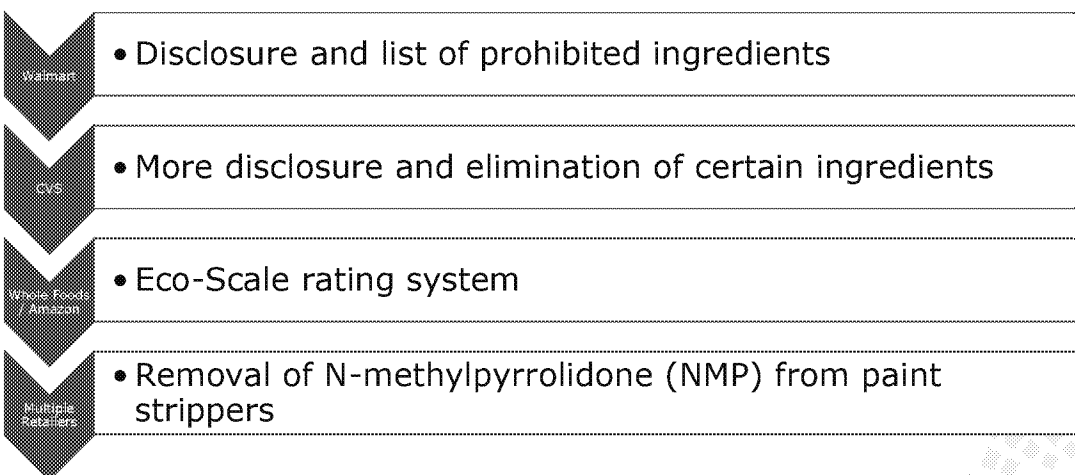 Walmart
• Disclosure and list of prohibited ingredients
CVS
• More disclosure and elimination of certain ingredients
Whole Foods
/ Amazon
• Eco-Scale rating system
Multiple
Retailers
• Removal of N-methylpyrrolidone (NMP) from paint
strippers